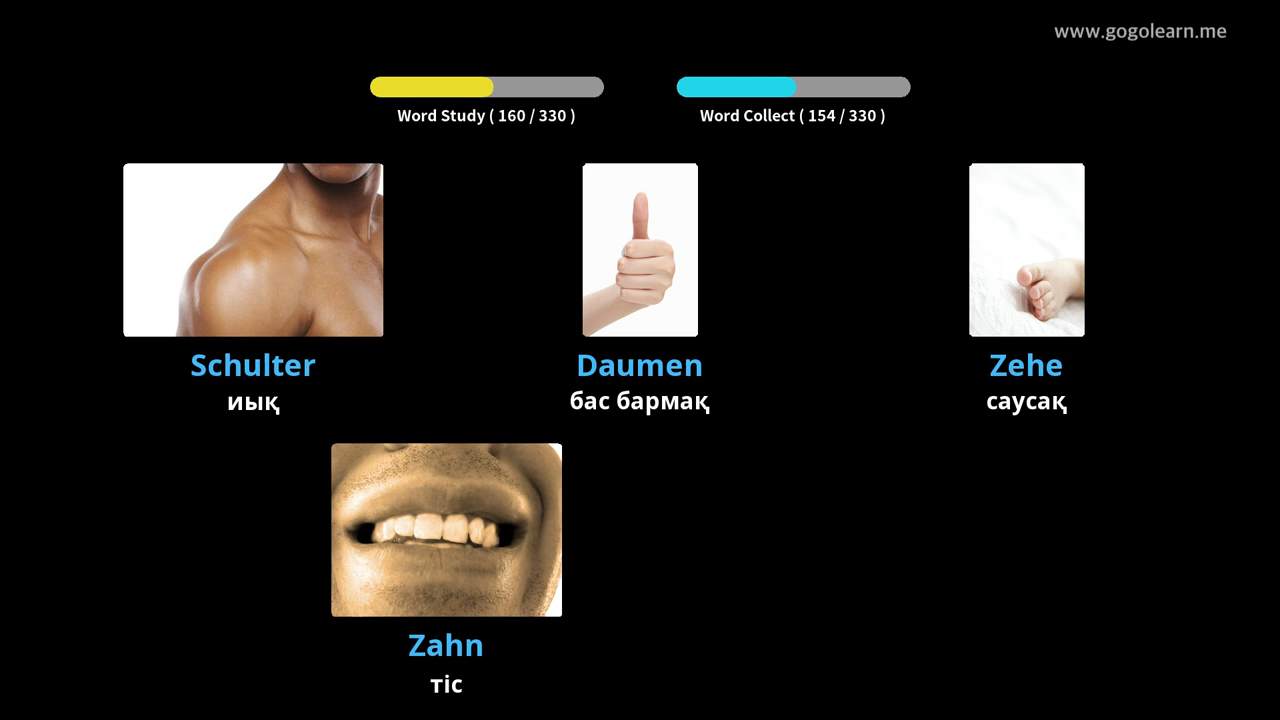 www.gogolearn.me
Word Study ( 160 / 330 )
Word Collect ( 154 / 330 )
Schulter
иық
Daumen
бас бармақ
Zehe
саусақ
Zahn
тіс